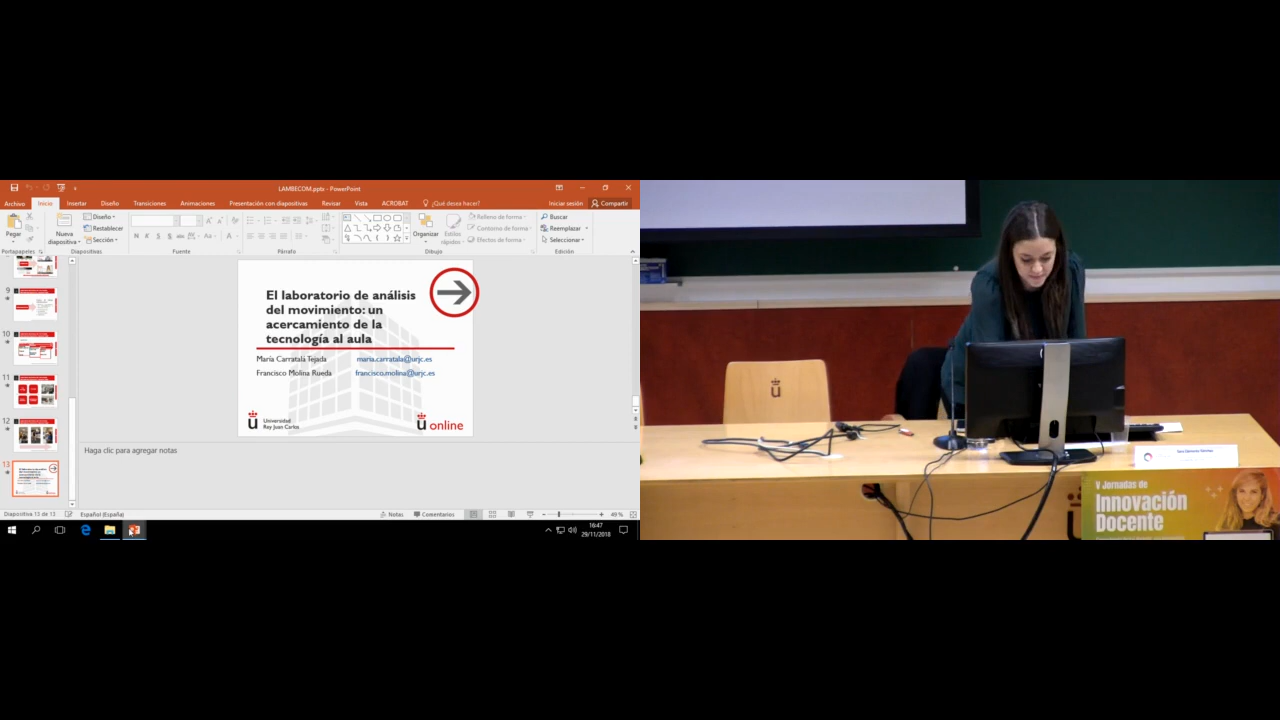 LAMBECOM.pptx - PowerPoint
Archivo Inicio Insertar Diseño Transiciones Animaciones Presentación con diapositivas Revisar Vista ACROBAT ¿Qué desea hacer? Iniciar sesión Compartir
Pegar
Nueva diapositiva
Diseño
Restablecer
Sección
Organizar
Estilos rápidos
Relleno de forma
Contorno de forma
Efectos de forma
Buscar
Reemplazar
Seleccionar
Portapapeles Diapositivas Fuente Párrafo Dibujo Edición
9
10
11
12
13
El laboratorio de análisis
del movimiento: un
acercamiento de la
tecnología al aula
María Carratalá Tejada maria.carratala@urjc.es
Francisco Molina Rueda francisco.molina@urjc.es
Universidad
Rey Juan Carlos
u online
Haga clic para agregar notas
Diapositiva 13 de 13 Español (España) Notas Comentarios 49 %
16:47
29/11/2018
V Jornadas de
Innovación
Docente